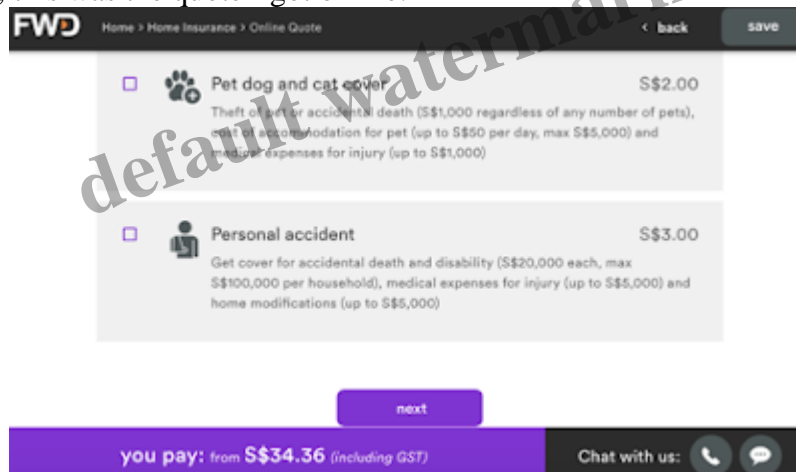 FWD Home > Home Insurance > Online Quote < back save
Pet dog and cat cover S$2.00
Theft of pet or accidental death (S$1,000 regardless of any number of pets),
cost of accommodation for pet (up to S$50 per day, max S$5,000) and
medical expenses for injury (up to S$1,000)
Personal accident S$3.00
Get cover for accidental death and disability (S$20,000 each, max
S$100,000 per household), medical expenses for injury (up to S$5,000) and
home modifications (up to S$5,000)
next
you pay: from S$34.36 (including GST) Chat with us:
default watermark